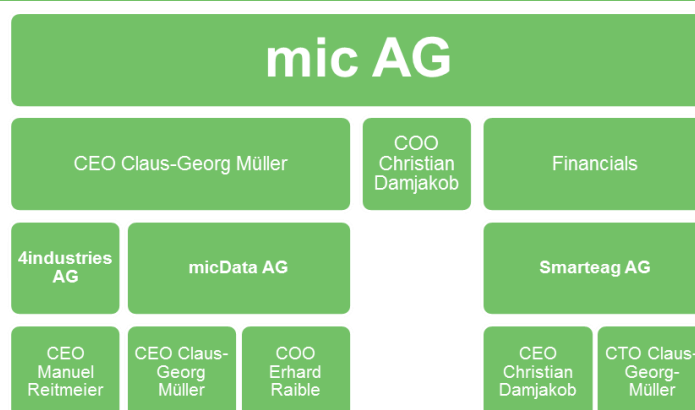 mic AG
CEO Claus-Georg Müller
COO
Christian
Damjakob
Financials
4industries
AG
micData AG
Smarteag AG
CEO
Manuel
Reitmeier
CEO Claus-
Georg
Müller
COO
Erhard
Raible
CEO
Christian
Damjakob
CTO Claus-
Georg-
Müller